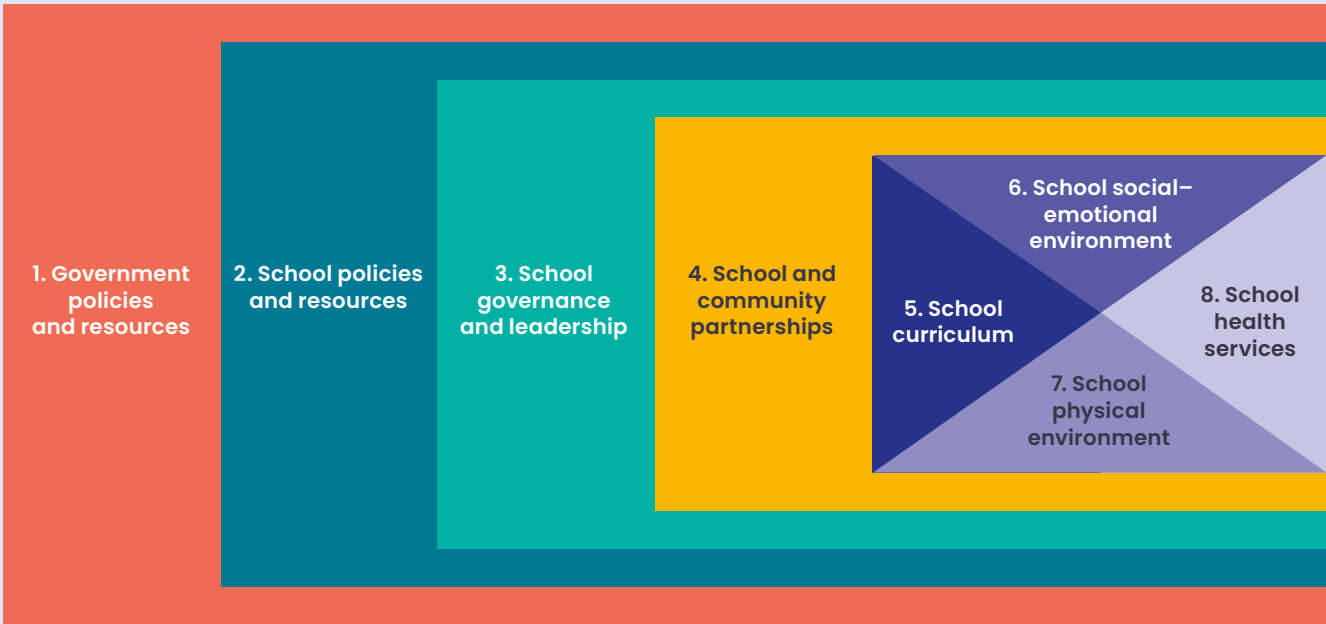 1. Government
policies
and resources
2. School policies
and resources
3. School
governance
and leadership
4. School and
community
partnerships
5. School
curriculum
6. School social–
emotional
environment
7. School
physical
environment
8. School
health
services